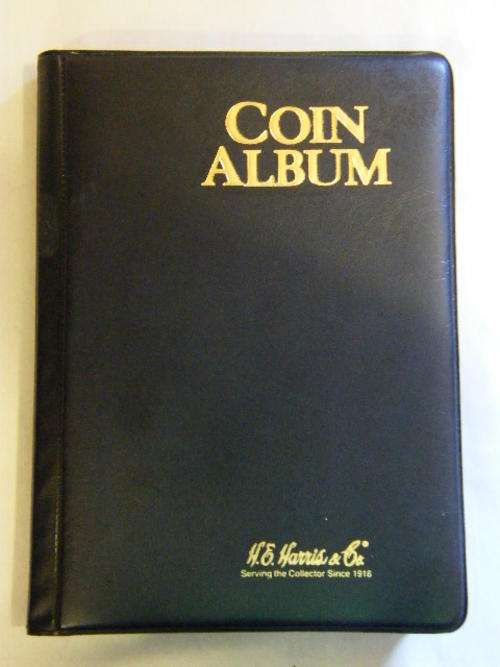 COIN
ALBUM
H.E. Harris & Co®
Serving the Collector Since 1916